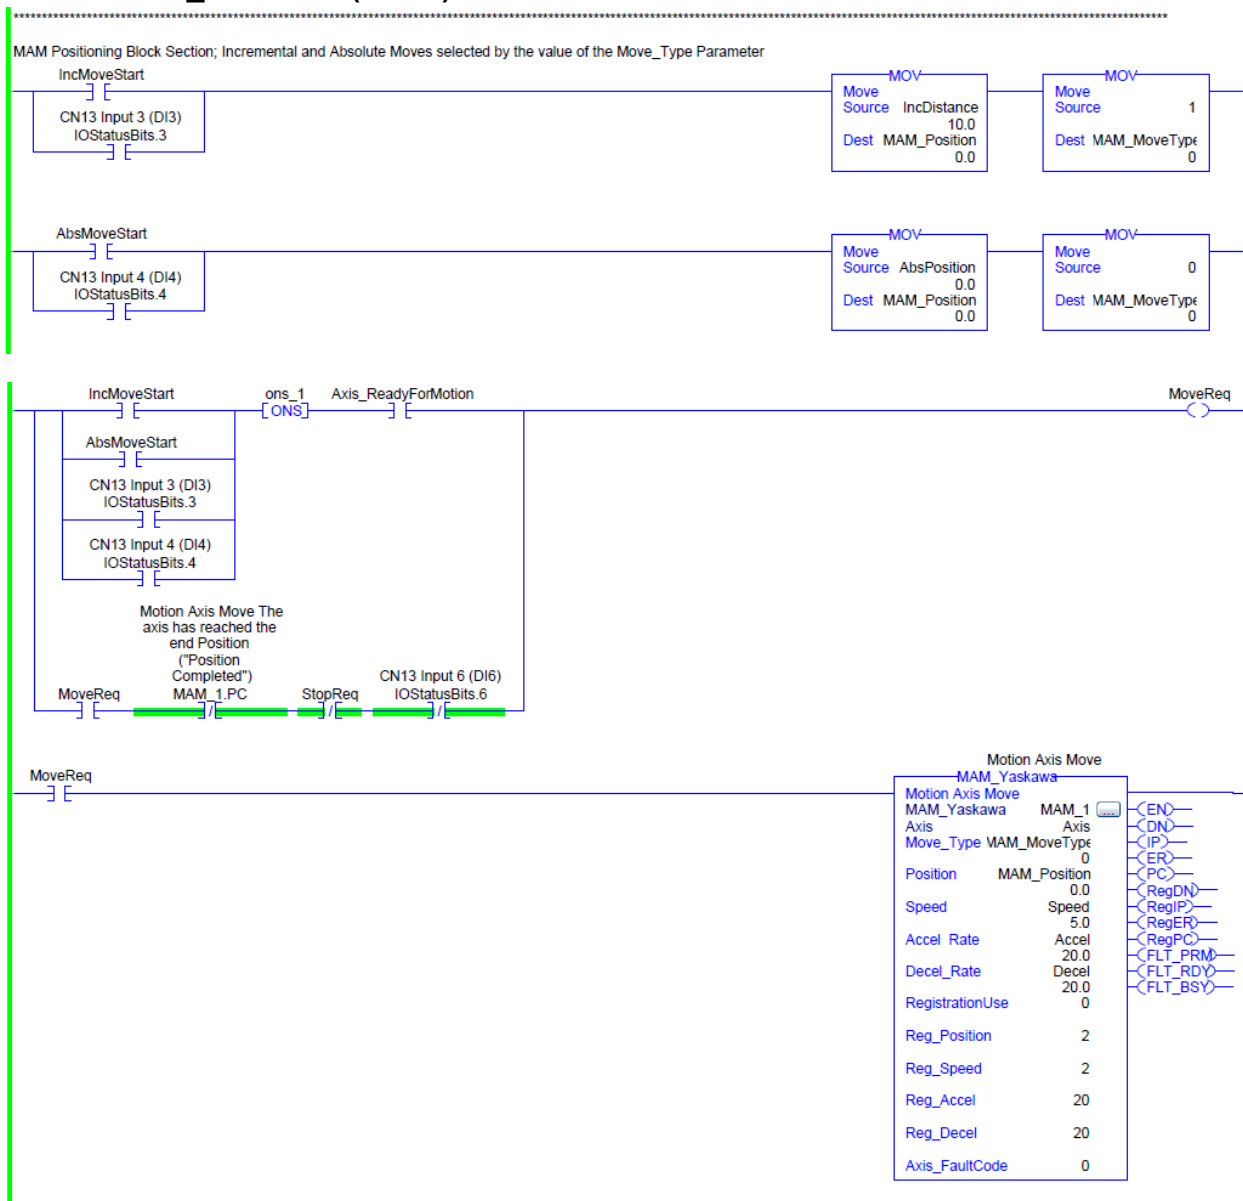 MAM Positioning Block Section; Incremental and Absolute Moves selected by the value of the Move_Type Parameter
IncMoveStart
CN13 Input 3 (DI3)
IOStatusBits.3
MOV
Move
Source IncDistance
10.0
Dest MAM_Position
0.0
MOV
Move
Source 1
Dest MAM_MoveType
0
AbsMoveStart
CN13 Input 4 (DI4)
IOStatusBits.4
MOV
Move
Source AbsPosition
0.0
Dest MAM_Position
0.0
MOV
Move
Source 0
Dest MAM_MoveType
0
IncMoveStart
ons_1
ONS
Axis_ReadyForMotion
MoveReq
AbsMoveStart
CN13 Input 3 (DI3)
IOStatusBits.3
CN13 Input 4 (DI4)
IOStatusBits.4
Motion Axis Move The
axis has reached the
end Position
("Position
Completed")
MAM_1.PC
MoveReq
StopReq
CN13 Input 6 (DI6)
IOStatusBits.6
MoveReq
Motion Axis Move
MAM_Yaskawa
Motion Axis Move
MAM_Yaskawa MAM_1 ...
Axis Axis
Move_Type MAM_MoveType
0
Position MAM_Position
0.0
Speed Speed
5.0
Accel_Rate Accel
20.0
Decel_Rate Decel
20.0
RegistrationUse 0
Reg_Position 2
Reg_Speed 2
Reg_Accel 20
Reg_Decel 20
Axis_FaultCode 0
EN
DN
IP
ER
PC
RegDN
RegIP
RegER
RegPC
FLT_PRM
FLT_RDY
FLT_BSY